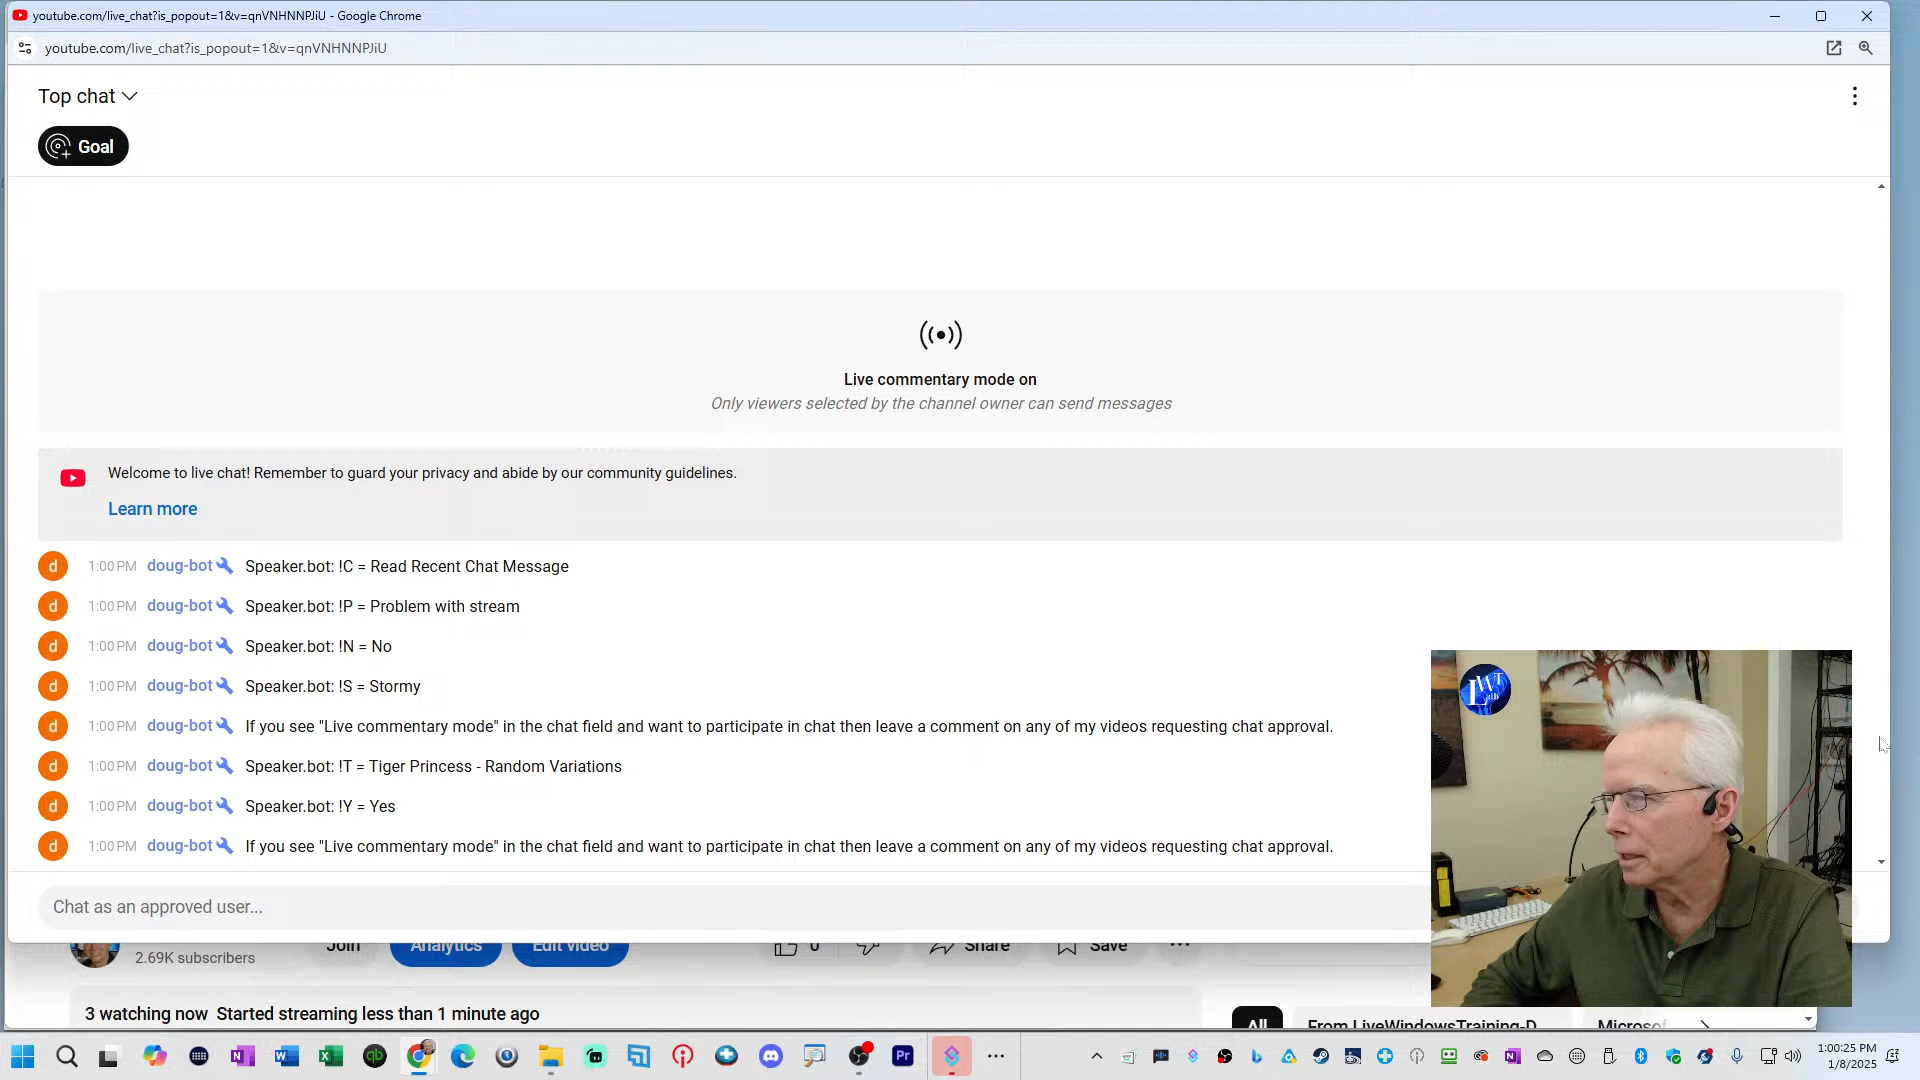 youtube.com/live_chat?is_popout=1&v=qnVNHNNPJiU - Google Chrome
youtube.com/live_chat?is_popout=1&v=qnVNHNNPJiU
Top chat
Goal
Live commentary mode on
Only viewers selected by the channel owner can send messages
Welcome to live chat! Remember to guard your privacy and abide by our community guidelines.
Learn more
d 1:00 PM doug-bot Speaker.bot: !C = Read Recent Chat Message
d 1:00 PM doug-bot Speaker.bot: !P = Problem with stream
d 1:00 PM doug-bot Speaker.bot: !N = No
d 1:00 PM doug-bot Speaker.bot: !S = Stormy
d 1:00 PM doug-bot If you see "Live commentary mode" in the chat field and want to participate in chat then leave a comment on any of my videos requesting chat approval.
d 1:00 PM doug-bot Speaker.bot: !T = Tiger Princess - Random Variations
d 1:00 PM doug-bot Speaker.bot: !Y = Yes
d 1:00 PM doug-bot If you see "Live commentary mode" in the chat field and want to participate in chat then leave a comment on any of my videos requesting chat approval.
Chat as an approved user...
LWT
Join Analytics Edit video 0 Share Save
2.69K subscribers
3 watching now Started streaming less than 1 minute ago
All From LiveWindowsTraining-D
1:00:25 PM
1/8/2025